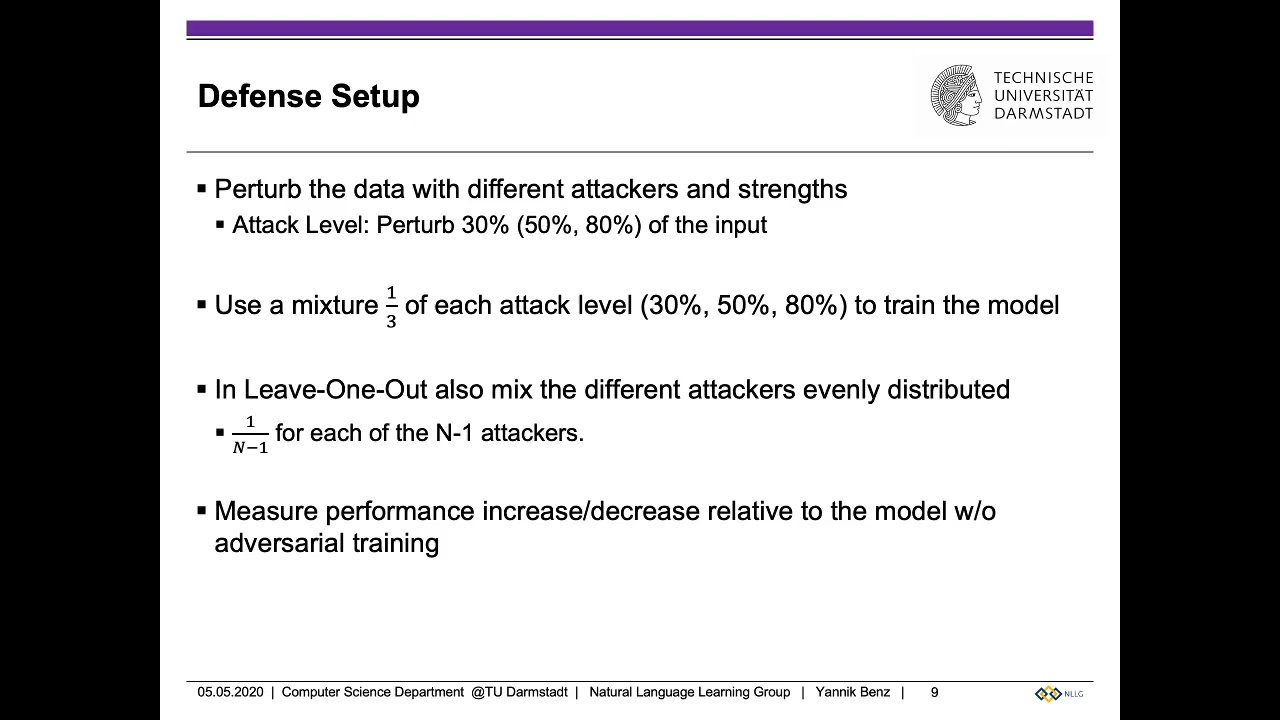 Defense Setup
TECHNISCHE
UNIVERSITÄT
DARMSTADT
▪ Perturb the data with different attackers and strengths
▪ Attack Level: Perturb 30% (50%, 80%) of the input
▪ Use a mixture 1/3 of each attack level (30%, 50%, 80%) to train the model
▪ In Leave-One-Out also mix the different attackers evenly distributed
▪ 1/(N−1) for each of the N-1 attackers.
▪ Measure performance increase/decrease relative to the model w/o
adversarial training
05.05.2020 | Computer Science Department @TU Darmstadt | Natural Language Learning Group | Yannik Benz | 9
NLLG